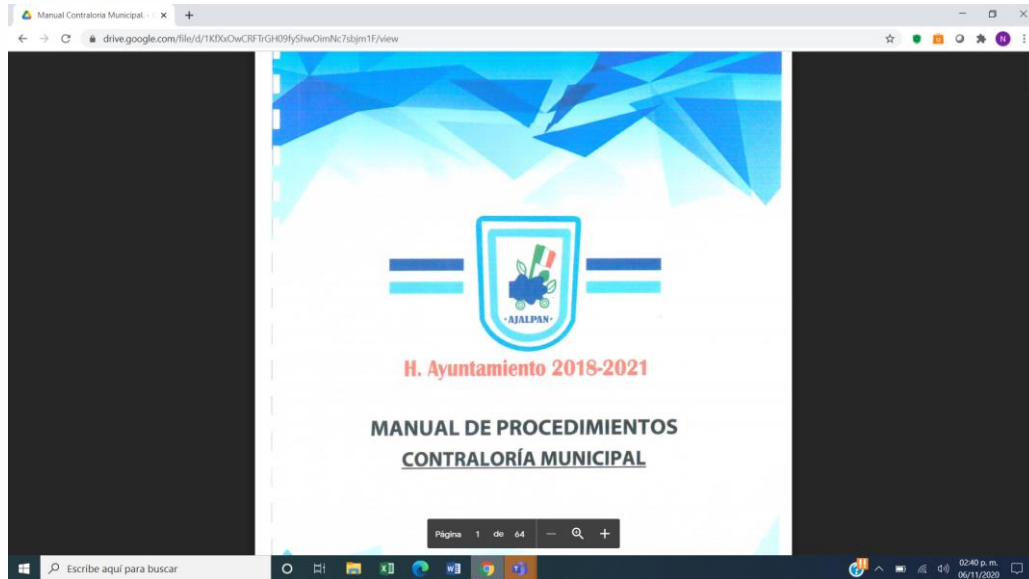 Manual Contraloria Municipal. -
drive.google.com/file/d/1KfXxOwCRFTrGH09fyShwOimNc7sbjm1F/view
N
·AJALPAN·
H. Ayuntamiento 2018-2021
MANUAL DE PROCEDIMIENTOS
CONTRALORÍA MUNICIPAL
Página 1 de 64
Escribe aquí para buscar
02:40 p. m.
06/11/2020